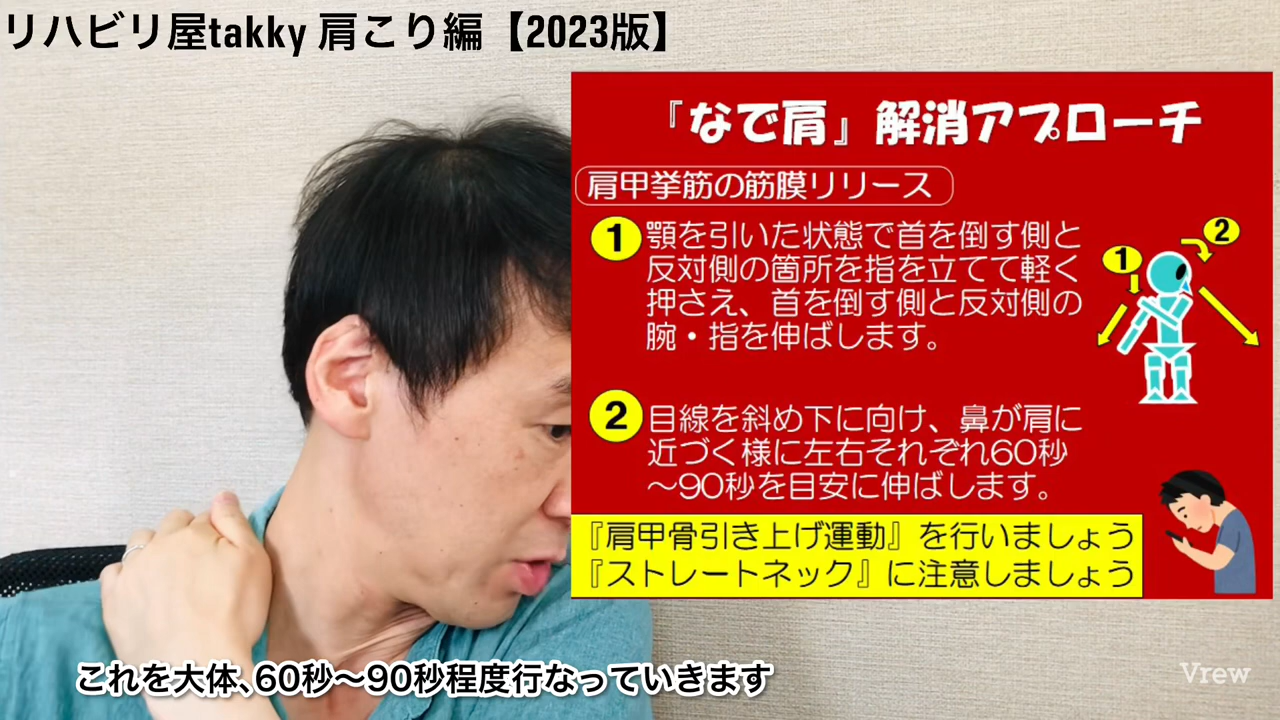 リハビリ屋takky 肩こり編【2023版】
『なで肩』解消アプローチ
肩甲挙筋の筋膜リリース
1 顎を引いた状態で首を倒す側と
反対側の箇所を指を立てて軽く
押さえ、首を倒す側と反対側の
腕・指を伸ばします。
1
2
2 目線を斜め下に向け、鼻が肩に
近づく様に左右それぞれ60秒
～90秒を目安に伸ばします。
『肩甲骨引き上げ運動』を行いましょう
『ストレートネック』に注意しましょう
これを大体､60秒～90秒程度行なっていきます
Vrew